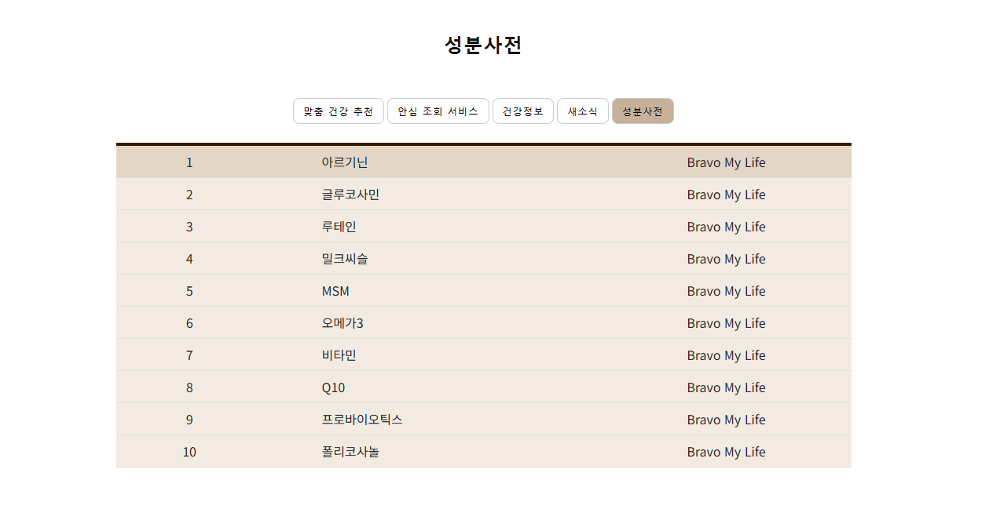 성분사전
맞춤 건강 추천 안심 조회 서비스 건강정보 새소식 성분사전
1 아르기닌 Bravo My Life
2 글루코사민 Bravo My Life
3 루테인 Bravo My Life
4 밀크씨슬 Bravo My Life
5 MSM Bravo My Life
6 오메가3 Bravo My Life
7 비타민 Bravo My Life
8 Q10 Bravo My Life
9 프로바이오틱스 Bravo My Life
10 폴리코사놀 Bravo My Life